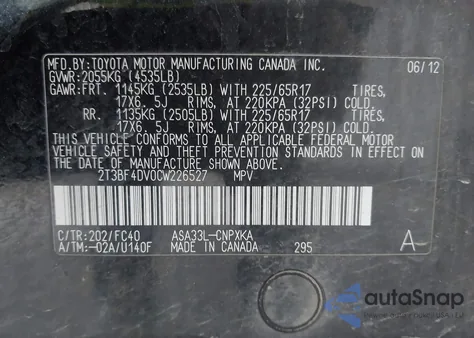 MFD.BY:TOYOTA MOTOR MANUFACTURING CANADA INC. 06/12
GVWR:2055KG (4535LB)
GAWR:FRT. 1145KG (2535LB) WITH 225/65R17 TIRES,
17X6. 5J RIMS, AT 220KPA (32PSI) COLD.
RR. 1135KG (2505LB) WITH 225/65R17 TIRES,
17X6. 5J RIMS, AT 220KPA (32PSI) COLD.
THIS VEHICLE CONFORMS TO ALL APPLICABLE FEDERAL MOTOR
VEHICLE SAFETY AND THEFT PREVENTION STANDARDS IN EFFECT ON
THE DATE OF MANUFACTURE SHOWN ABOVE.
2T3BF4DV0CW226527 MPV
C/TR:202/FC40 ASA33L-CNPXKA A-
A/TM:-02A/U140F MADE IN CANADA 295
autoSnap